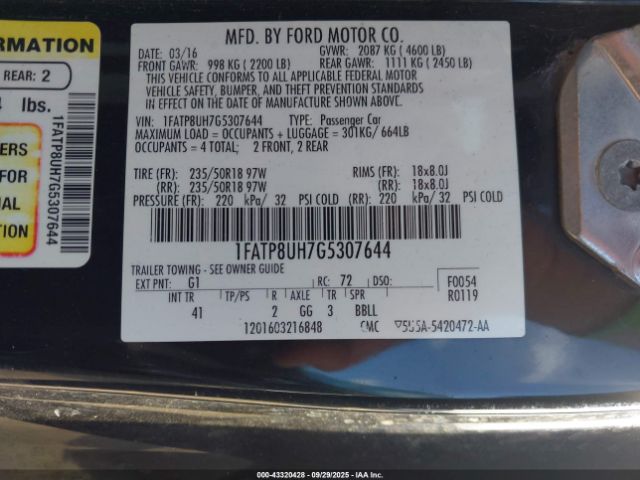 MFD. BY FORD MOTOR CO.
DATE: 03/16 GVWR: 2087 KG ( 4600 LB)
FRONT GAWR: 998 KG ( 2200 LB) REAR GAWR: 1111 KG ( 2450 LB)
THIS VEHICLE CONFORMS TO ALL APPLICABLE FEDERAL MOTOR
VEHICLE SAFETY, BUMPER, AND THEFT PREVENTION STANDARDS
IN EFFECT ON THE DATE OF MANUFACTURE SHOWN ABOVE.
VIN: 1FATP8UH7G5307644 TYPE: Passenger Car
MAXIMUM LOAD = OCCUPANTS + LUGGAGE = 301KG / 664LB
OCCUPANTS = 4 TOTAL; 2 FRONT, 2 REAR
TIRE (FR): 235/50R18 97W RIMS (FR): 18x8.0J
(RR): 235/50R18 97W (RR): 18x8.0J
PRESSURE (FR): 220 kPa/ 32 PSI COLD (RR): 220 kPa/ 32 PSI COLD
1FATP8UH7G5307644
TRAILER TOWING - SEE OWNER GUIDE
EXT PNT: G1 RC: 72 DSO: F0054
R0119
INT TR TP/PS R AXLE TR SPR
41 2 GG 3 BBLL
1201603216848 CMC 5U5A-5420472-AA
ORMATION
REAR: 2
4 lbs.
ERS
FOR
UAL
TION
1FATP8UH7G5307644
000-43320428 - 09/29/2025 - IAAI.COM